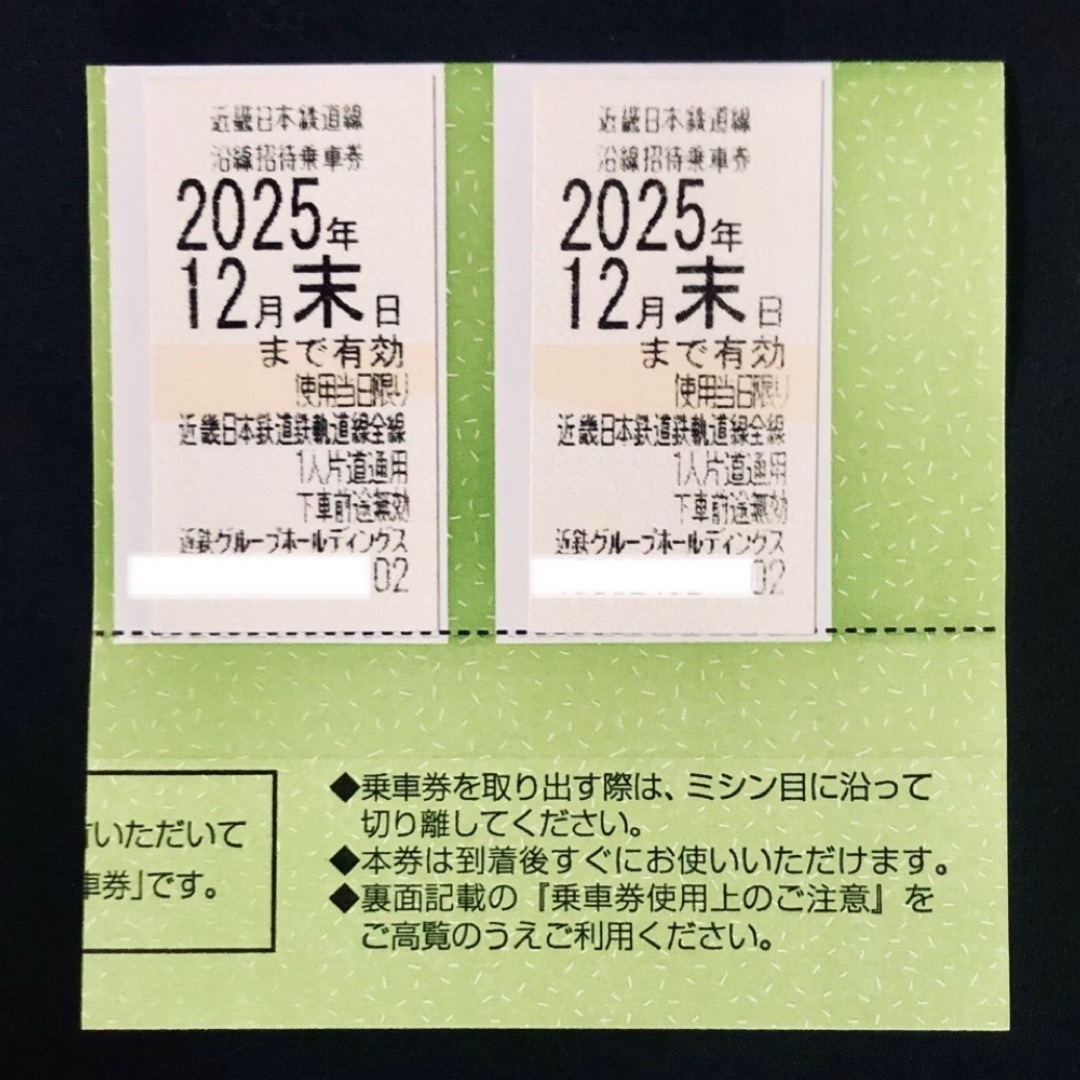 近畿日本鉄道線
沿線招待乗車券
2025年
12月末日
まで有効
使用当日限り
近畿日本鉄道鉄軌道線全線
1人片道通用
下車前途無効
近鉄グループホールディングス
02
近畿日本鉄道線
沿線招待乗車券
2025年
12月末日
まで有効
使用当日限り
近畿日本鉄道鉄軌道線全線
1人片道通用
下車前途無効
近鉄グループホールディングス
02
いただいて
車券」です。
◆乗車券を取り出す際は、ミシン目に沿って
切り離してください。
◆本券は到着後すぐにお使いいただけます。
◆裏面記載の『乗車券使用上のご注意』を
ご高覧のうえご利用ください。